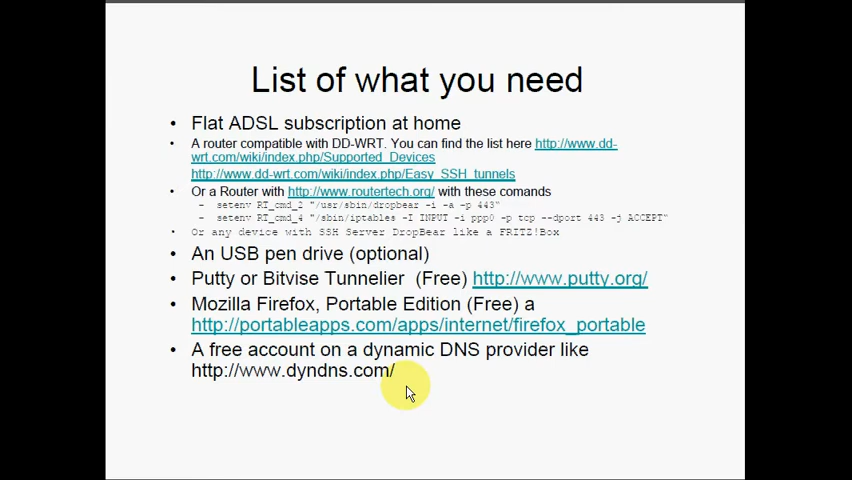 List of what you need
• Flat ADSL subscription at home
• A router compatible with DD-WRT. You can find the list here http://www.dd-
wrt.com/wiki/index.php/Supported_Devices
http://www.dd-wrt.com/wiki/index.php/Easy_SSH_tunnels
• Or a Router with http://www.routertech.org/ with these comands
– setenv RT_cmd_2 "/usr/sbin/dropbear -i -a -p 443"
– setenv RT_cmd_4 "/sbin/iptables -I INPUT -i ppp0 -p tcp --dport 443 -j ACCEPT"
• Or any device with SSH Server DropBear like a FRITZ!Box
• An USB pen drive (optional)
• Putty or Bitvise Tunnelier (Free) http://www.putty.org/
• Mozilla Firefox, Portable Edition (Free) a
http://portableapps.com/apps/internet/firefox_portable
• A free account on a dynamic DNS provider like
http://www.dyndns.com/